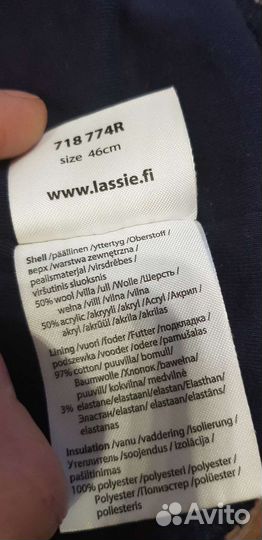 718 774R
size 46cm
www.lassie.fi
Shell /päällinen /yttertyg /Oberstoff /
верх /warstwa zewnętrzna /
pealismaterjal /virsdrēbes /
viršutinis sluoksnis
50% wool /villa /ull /Wolle /Шерсть /
wełna /villi /vilna /vilna
50% acrylic /akryyli /akryl /Acryl /Акрил /
akryl /akrüül /akrila /akrilas
Lining /vuori /foder /Futter /подкладка /
podszewka /vooder /odere /pamušalas
97% cotton /puuvilla /bomull /
Baumwolle /Хлопок /bawełna/
puuvill /kokvilna /medvilnė
3% elastane/elastaani/elastan/Elasthan/
Эластан/elastan/elastaan/elastāns/
elastanas
Insulation /vanu /vaddering /Isolierung /
Утеплитель /soojendus /izolācija /
pašiltinimas
100% polyester /polyesteri /polyester /
Polyester /Полиэстер /poliester /
poliesteris
Avito